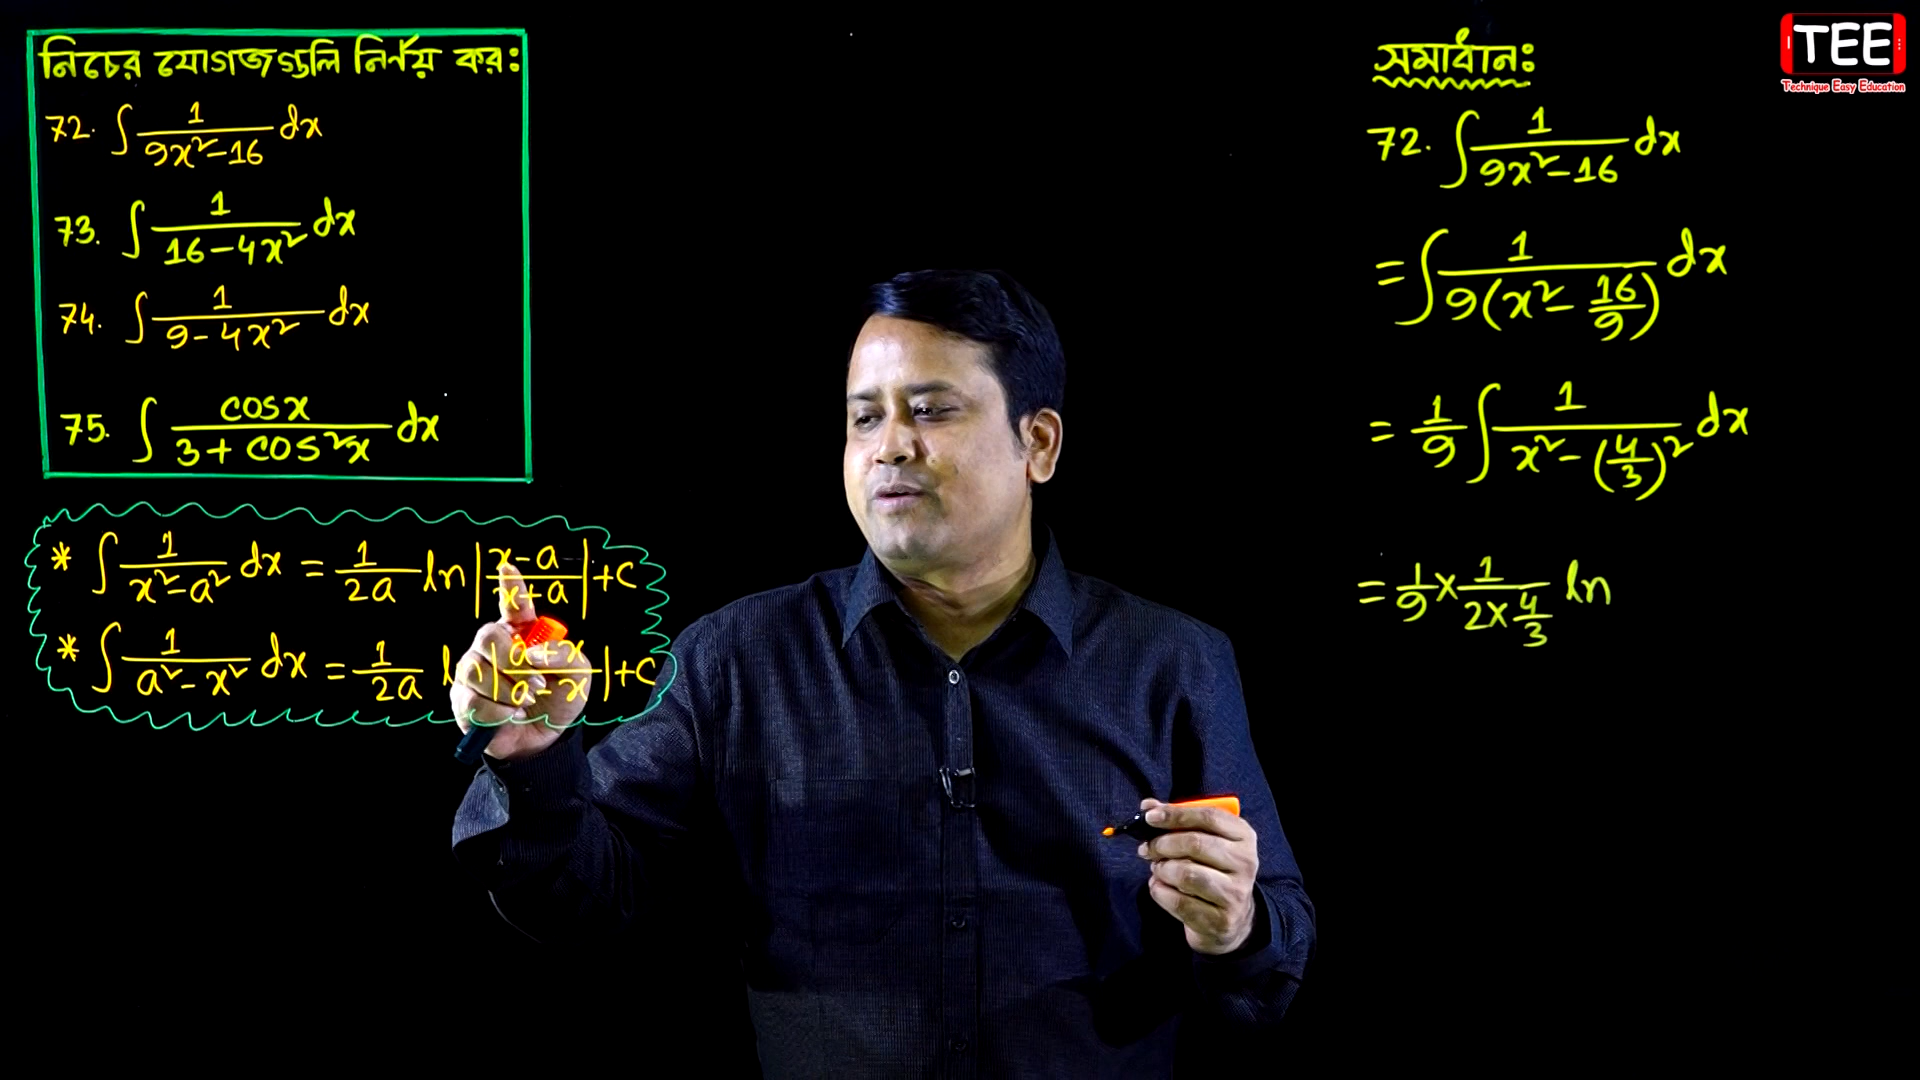 নিচের যোগজগুলি নির্ণয় কর:
72. ∫ 1/(9x²-16) dx
73. ∫ 1/(16-4x²) dx
74. ∫ 1/(9-4x²) dx
75. ∫ cosx/(3+cos²x) dx
* ∫ 1/(x²-a²) dx = 1/2a ln |(x-a)/(x+a)| + c
* ∫ 1/(a²-x²) dx = 1/2a ln |(a+x)/(a-x)| + c
সমাধান:
72. ∫ 1/(9x²-16) dx
= ∫ 1/(9(x² - 16/9)) dx
= 1/9 ∫ 1/(x² - (4/3)²) dx
= 1/9 × 1/(2×4/3) ln
TEE
Technique Easy Education